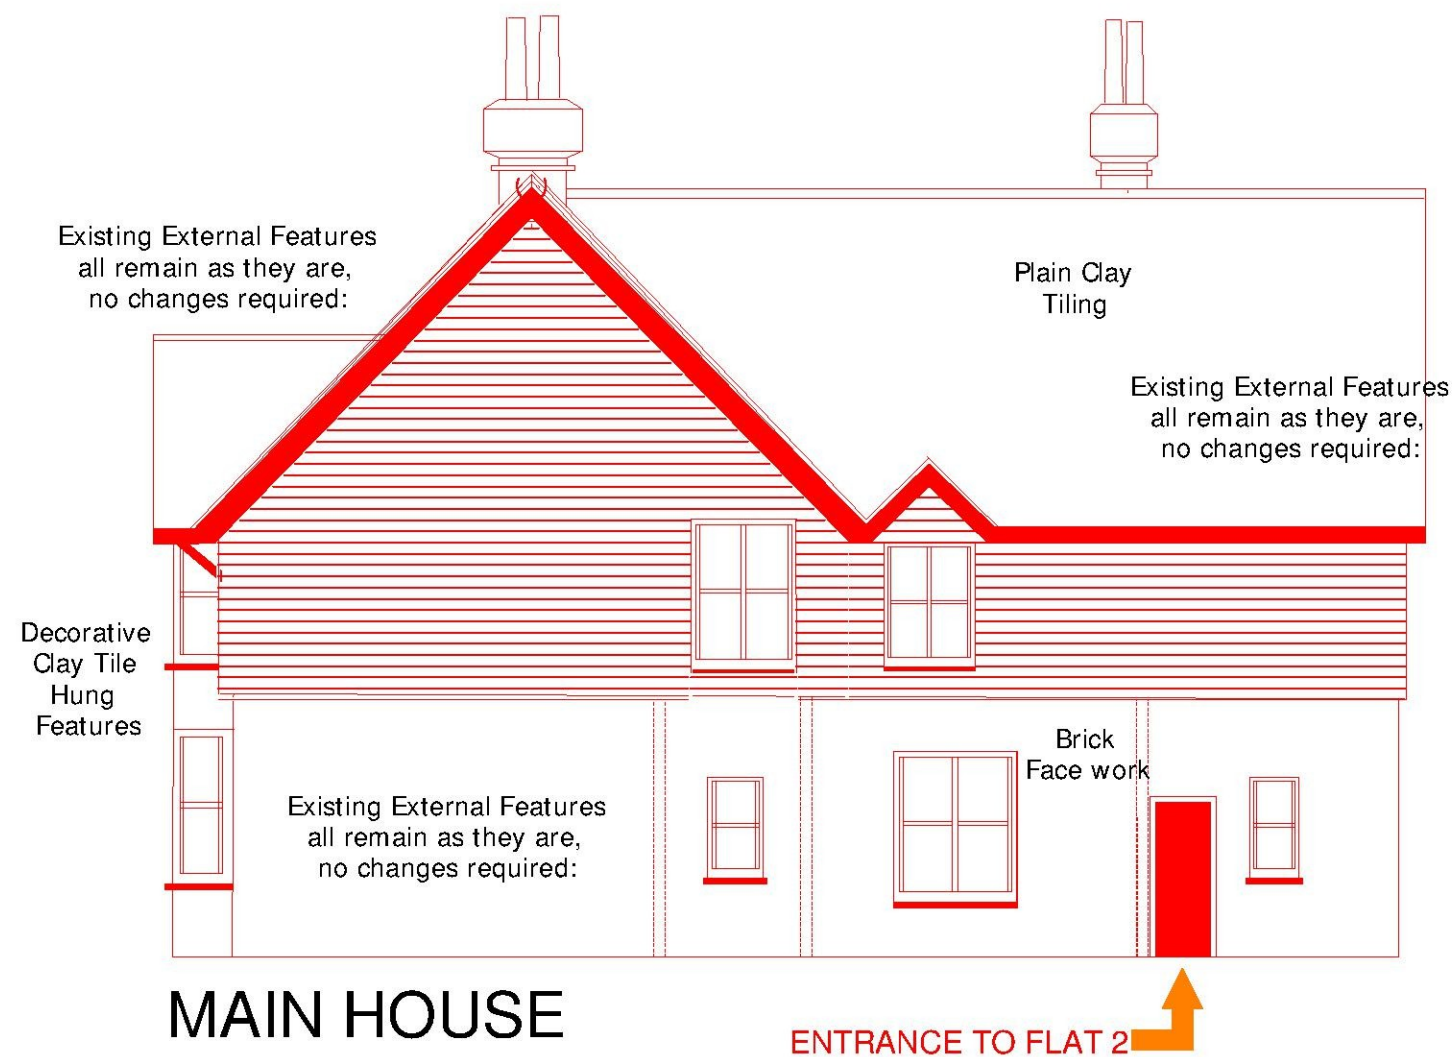 Existing External Features
all remain as they are,
no changes required:
Plain Clay
Tiling
Existing External Features
all remain as they are,
no changes required:
Decorative
Clay Tile
Hung
Features
Brick
Face work
Existing External Features
all remain as they are,
no changes required:
MAIN HOUSE
ENTRANCE TO FLAT 2